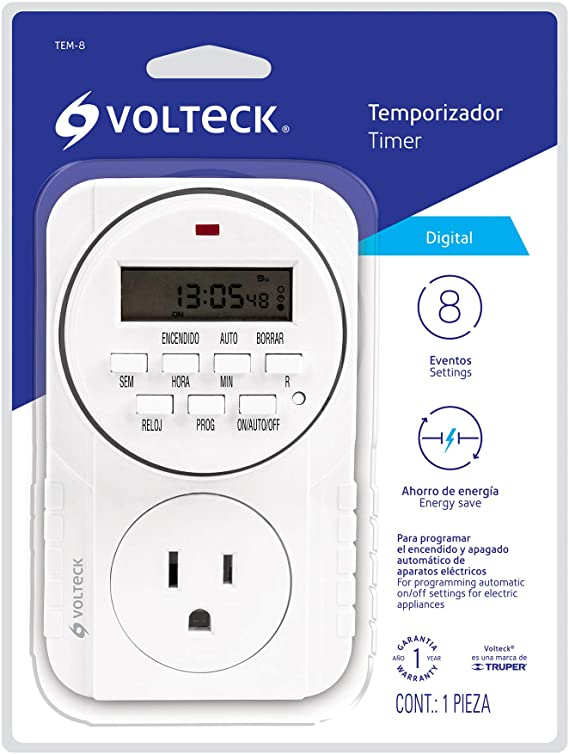 TEM-8
VOLTECK®
Temporizador
Timer
Digital
8
Eventos
Settings
Ahorro de energía
Energy save
Para programar
el encendido y apagado
automático de
aparatos eléctricos
For programming automatic
on/off settings for electric
appliances
GARANTIA
AÑO 1 YEAR
WARRANTY
Volteck®
es una marca de
TRUPER®
CONT.: 1 PIEZA
13:05 48
ON
ENCENDIDO AUTO BORRAR
SEM HORA MIN R
RELOJ PROG ON/AUTO/OFF
VOLTECK